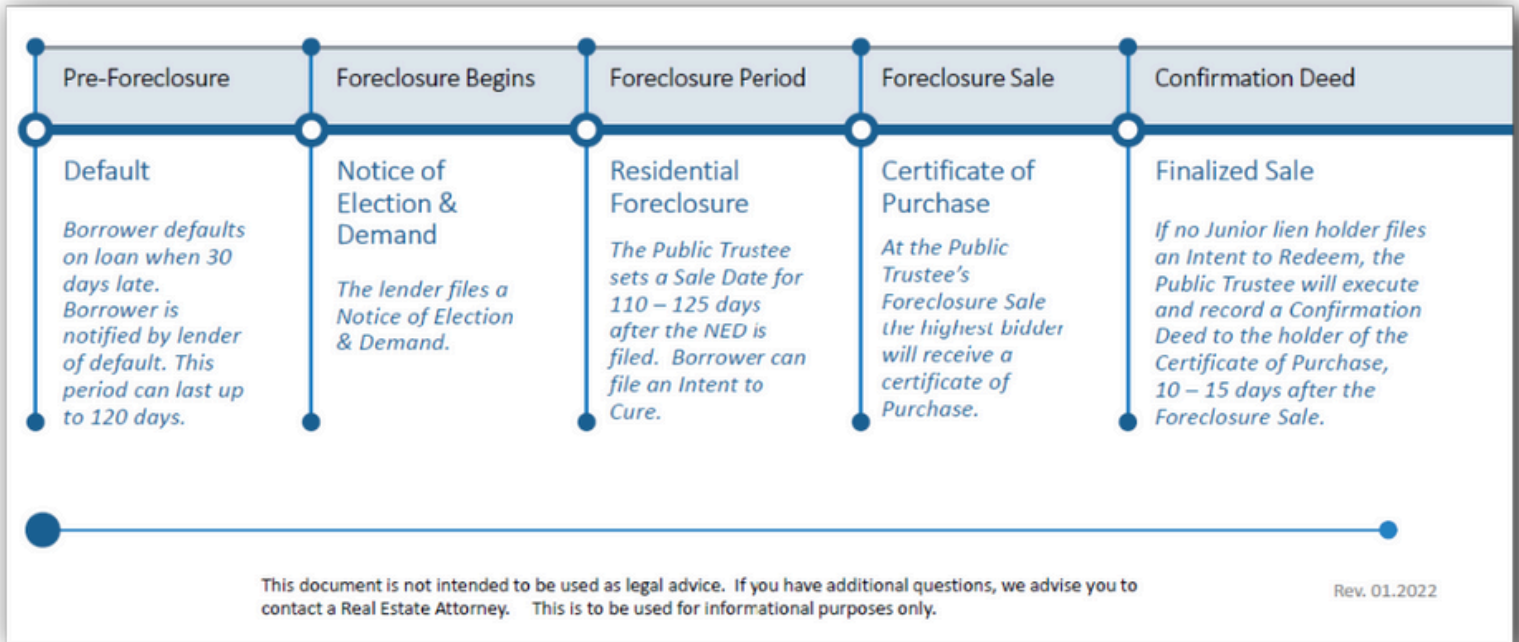 Pre-Foreclosure
Foreclosure Begins
Foreclosure Period
Foreclosure Sale
Confirmation Deed
Default
Borrower defaults
on loan when 30
days late.
Borrower is
notified by lender
of default. This
period can last up
to 120 days.
Notice of
Election &
Demand
The lender files a
Notice of Election
& Demand.
Residential
Foreclosure
The Public Trustee
sets a Sale Date for
110 – 125 days
after the NED is
filed.  Borrower can
file an Intent to
Cure.
Certificate of
Purchase
At the Public
Trustee's
Foreclosure Sale
the highest bidder
will receive a
certificate of
Purchase.
Finalized Sale
If no Junior lien holder files
an Intent to Redeem, the
Public Trustee will execute
and record a Confirmation
Deed to the holder of the
Certificate of Purchase,
10 – 15 days after the
Foreclosure Sale.
This document is not intended to be used as legal advice.  If you have additional questions, we advise you to
contact a Real Estate Attorney.    This is to be used for informational purposes only.
Rev. 01.2022